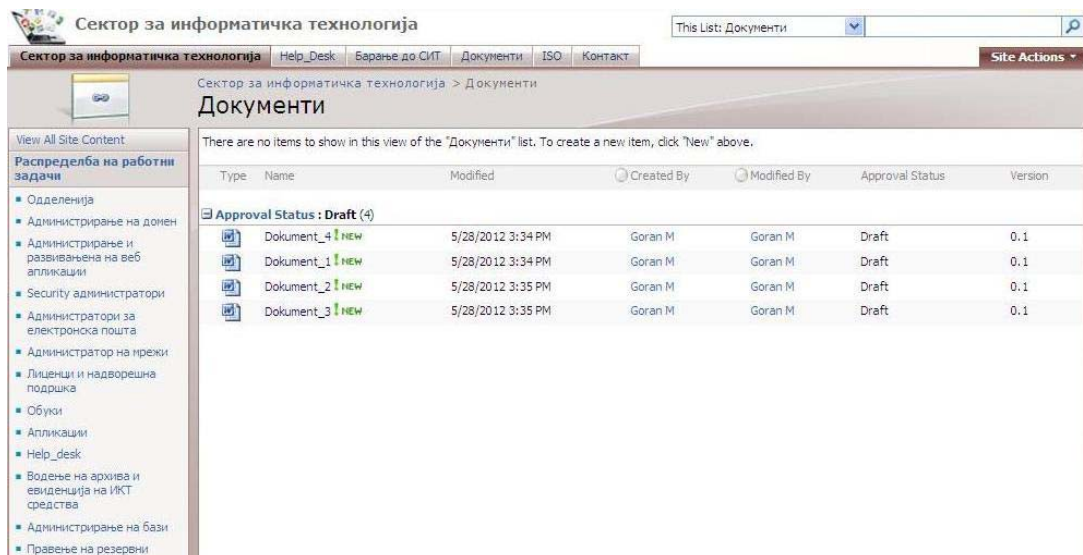 Сектор за информатичка технологија
This List: Документи
Сектор за информатичка технологија Help_Desk Барање до СИТ Документи ISO Контакт Site Actions
Сектор за информатичка технологија > Документи
Документи
View All Site Content
There are no items to show in this view of the "Документи" list. To create a new item, click "New" above.
Распределба на работни
задачи
Type Name Modified Created By Modified By Approval Status Version
Approval Status : Draft (4)
Dokument_4 ! NEW 5/28/2012 3:34 PM Goran M Goran M Draft 0.1
Dokument_1 ! NEW 5/28/2012 3:34 PM Goran M Goran M Draft 0.1
Dokument_2 ! NEW 5/28/2012 3:35 PM Goran M Goran M Draft 0.1
Dokument_3 ! NEW 5/28/2012 3:35 PM Goran M Goran M Draft 0.1
Одделенија
Администрирање на домен
Администрирање и
развивањена на веб
апликации
Security администратори
Администратори за
електронска пошта
Администратор на мрежи
Лиценци и надворешна
подршка
Обуки
Апликации
Help_desk
Водење на архива и
евиденција на ИКТ
средства
Администрирање на бази
Правење на резервни